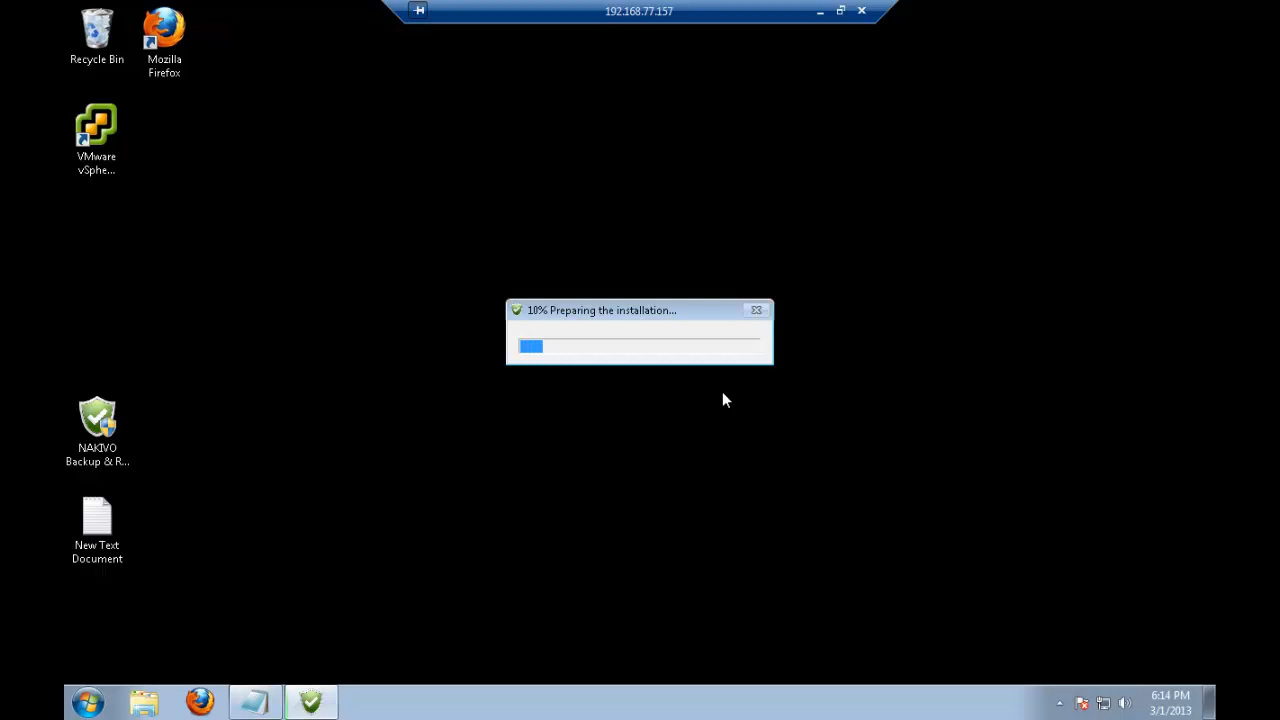 192.168.77.157
Recycle Bin
Mozilla
Firefox
VMware
vSphe...
10% Preparing the installation...
NAKIVO
Backup & R...
New Text
Document
6:14 PM
3/1/2013